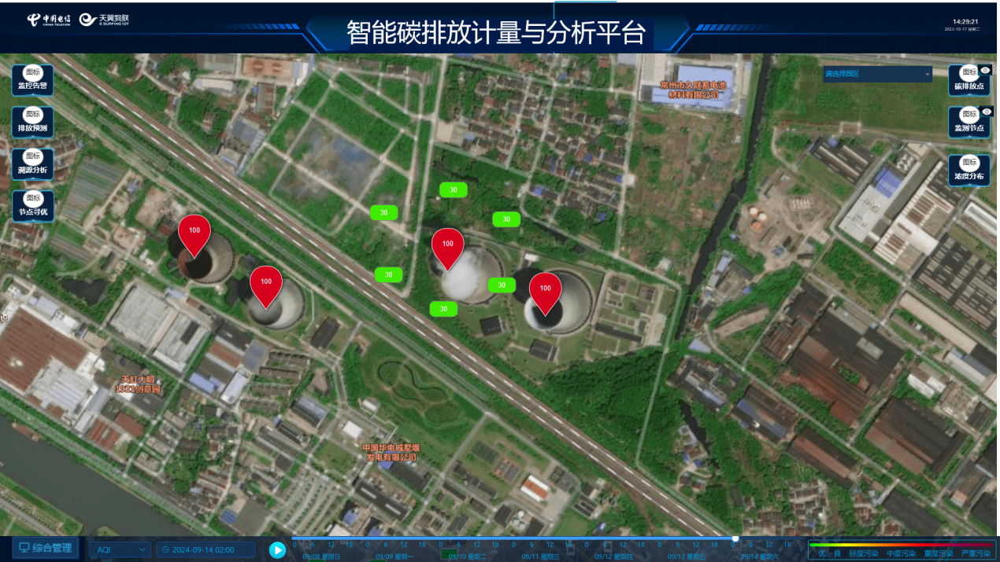 中国电信
CHINA TELECOM
天翼物联
E SURFING IOT
智能碳排放计量与分析平台
14:29:21
2023-10-17 星期二
图标
监控告警
图标
排放预测
图标
溯源分析
图标
节点寻优
请选择园区
图标
碳排放点
图标
监测节点
图标
浓度分布
常州市久联蓄电池
材料有限公司
30
30
30
100
100
30
30
30
100
100
天虹大明
1921创意园
中国华电戚墅堰
发电有限公司
综合管理
AQI
2024-09-14 02:00
0 6 12 18 0 6 12 18 0 6 12 18 0 6 12 18 0 6 12 18 0 6 12 18 0 6 12 18
09/08 星期日 09/09 星期一 09/10 星期二 09/11 星期三 09/12 星期四 09/13 星期五 09/14 星期六
优 良 轻度污染 中度污染 重度污染 严重污染